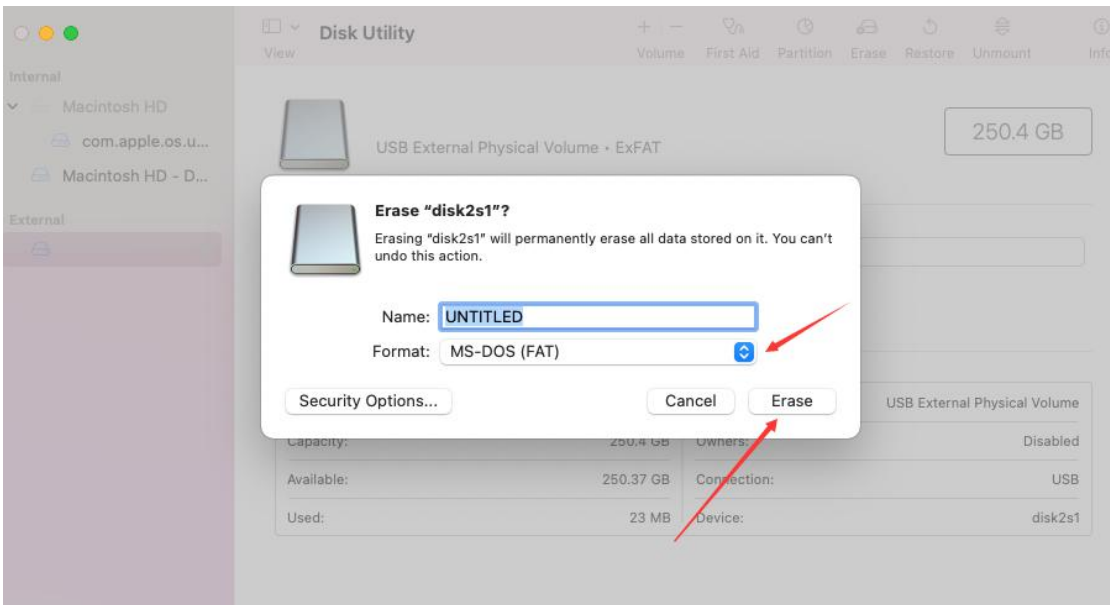 Disk Utility
View
Volume
First Aid
Partition
Erase
Restore
Unmount
Internal
Macintosh HD
com.apple.os.u...
Macintosh HD - D...
External
USB External Physical Volume • ExFAT
250.4 GB
Erase “disk2s1”?
Erasing “disk2s1” will permanently erase all data stored on it. You can’t
undo this action.
Name: UNTITLED
Format: MS-DOS (FAT)
Security Options...
Cancel
Erase
USB External Physical Volume
Capacity: 250.4 GB
Owners: Disabled
Available: 250.37 GB
Connection: USB
Used: 23 MB
Device: disk2s1